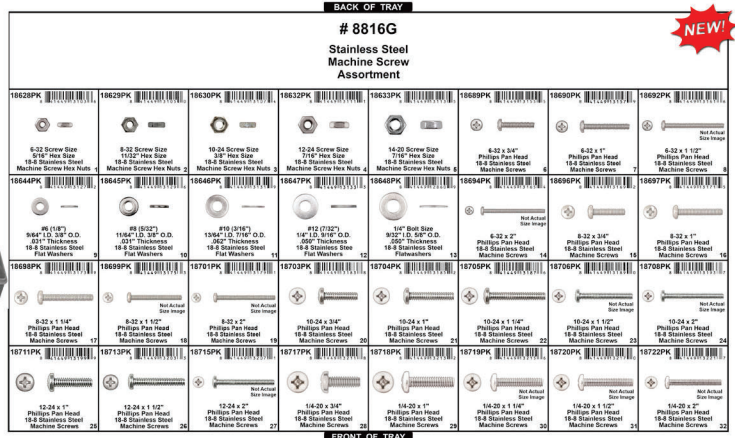 BACK OF TRAY
# 8816G
NEW!
Stainless Steel
Machine Screw
Assortment
18628PK
6-32 Screw Size
5/16" Hex Size
18-8 Stainless Steel
Machine Screw Hex Nuts 1
18629PK
8-32 Screw Size
11/32" Hex Size
18-8 Stainless Steel
Machine Screw Hex Nuts 2
18630PK
10-24 Screw Size
3/8" Hex Size
18-8 Stainless Steel
Machine Screw Hex Nuts 3
18632PK
12-24 Screw Size
7/16" Hex Size
18-8 Stainless Steel
Machine Screw Hex Nuts 4
18633PK
14-20 Screw Size
7/16" Hex Size
18-8 Stainless Steel
Machine Screw Hex Nuts 5
18689PK
6-32 x 3/4"
Phillips Pan Head
18-8 Stainless Steel
Machine Screws 6
18690PK
6-32 x 1"
Phillips Pan Head
18-8 Stainless Steel
Machine Screws 7
18692PK
Not Actual
Size Image
6-32 x 1 1/2"
Phillips Pan Head
18-8 Stainless Steel
Machine Screws 8
18644PK
#6 (1/8")
9/64" I.D. 3/8" O.D.
.031" Thickness
18-8 Stainless Steel
Flat Washers 9
18645PK
#8 (5/32")
11/64" I.D. 3/8" O.D.
.031" Thickness
18-8 Stainless Steel
Flat Washers 10
18646PK
#10 (3/16")
13/64" I.D. 7/16" O.D.
.062" Thickness
18-8 Stainless Steel
Flat Washers 11
18647PK
#12 (7/32")
1/4" I.D. 9/16" O.D.
.050" Thickness
18-8 Stainless Steel
Flat Washers 12
18648PK
1/4" Bolt Size
9/32" I.D. 5/8" O.D.
.050" Thickness
18-8 Stainless Steel
Flatwashers 13
18694PK
Not Actual
Size Image
6-32 x 2"
Phillips Pan Head
18-8 Stainless Steel
Machine Screws 14
18696PK
8-32 x 3/4"
Phillips Pan Head
18-8 Stainless Steel
Machine Screws 15
18697PK
8-32 x 1"
Phillips Pan Head
18-8 Stainless Steel
Machine Screws 16
18698PK
8-32 x 1 1/4"
Phillips Pan Head
18-8 Stainless Steel
Machine Screws 17
18699PK
Not Actual
Size Image
8-32 x 1 1/2"
Phillips Pan Head
18-8 Stainless Steel
Machine Screws 18
18701PK
Not Actual
Size Image
8-32 x 2"
Phillips Pan Head
18-8 Stainless Steel
Machine Screws 19
18703PK
10-24 x 3/4"
Phillips Pan Head
18-8 Stainless Steel
Machine Screws 20
18704PK
10-24 x 1"
Phillips Pan Head
18-8 Stainless Steel
Machine Screws 21
18705PK
10-24 x 1 1/4"
Phillips Pan Head
18-8 Stainless Steel
Machine Screws 22
18706PK
Not Actual
Size Image
10-24 x 1 1/2"
Phillips Pan Head
18-8 Stainless Steel
Machine Screws 23
18708PK
Not Actual
Size Image
10-24 x 2"
Phillips Pan Head
18-8 Stainless Steel
Machine Screws 24
18711PK
12-24 x 1"
Phillips Pan Head
18-8 Stainless Steel
Machine Screws 25
18713PK
12-24 x 1 1/2"
Phillips Pan Head
18-8 Stainless Steel
Machine Screws 26
18715PK
Not Actual
Size Image
12-24 x 2"
Phillips Pan Head
18-8 Stainless Steel
Machine Screws 27
18717PK
1/4-20 x 3/4"
Phillips Pan Head
18-8 Stainless Steel
Machine Screws 28
18718PK
1/4-20 x 1"
Phillips Pan Head
18-8 Stainless Steel
Machine Screws 29
18719PK
Not Actual
Size Image
1/4-20 x 1 1/4"
Phillips Pan Head
18-8 Stainless Steel
Machine Screws 30
18720PK
Not Actual
Size Image
1/4-20 x 1 1/2"
Phillips Pan Head
18-8 Stainless Steel
Machine Screws 31
18722PK
Not Actual
Size Image
1/4-20 x 2"
Phillips Pan Head
18-8 Stainless Steel
Machine Screws 32
FRONT OF TRAY